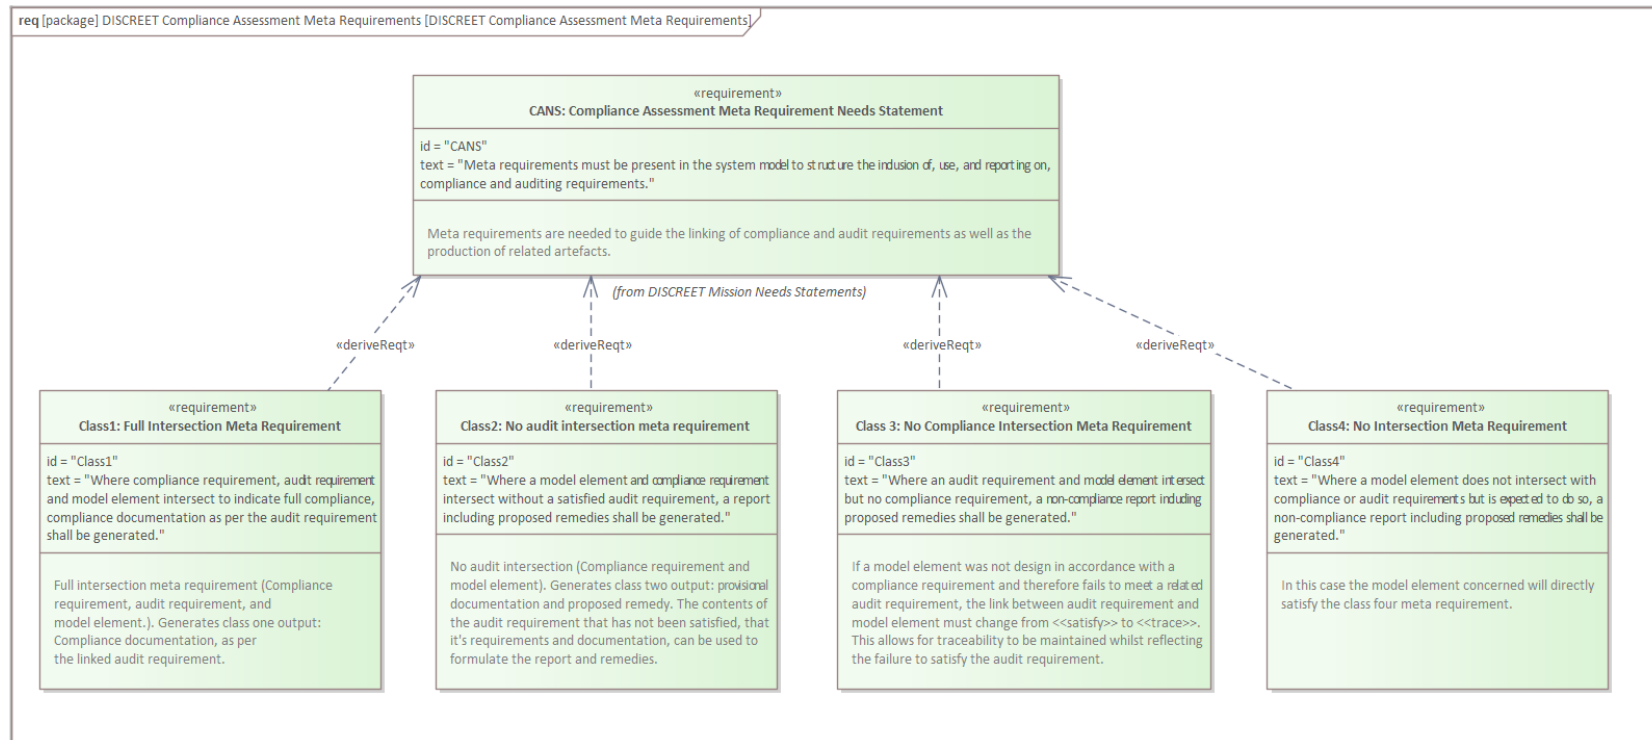 req [package] DISCREET Compliance Assessment Meta Requirements [DISCREET Compliance Assessment Meta Requirements]
«requirement»
CANS: Compliance Assessment Meta Requirement Needs Statement
id = "CANS"
text = "Meta requirements must be present in the system model to structure the inclusion of, use, and reporting on,
compliance and auditing requirements."
Meta requirements are needed to guide the linking of compliance and audit requirements as well as the
production of related artefacts.
(from DISCREET Mission Needs Statements)
«deriveReqt»
«deriveReqt»
«deriveReqt»
«deriveReqt»
«requirement»
Class1: Full Intersection Meta Requirement
id = "Class1"
text = "Where compliance requirement, audit requirement
and model element intersect to indicate full compliance,
compliance documentation as per the audit requirement
shall be generated."
Full intersection meta requirement (Compliance
requirement, audit requirement, and
model element.). Generates class one output:
Compliance documentation, as per
the linked audit requirement.
«requirement»
Class2: No audit intersection meta requirement
id = "Class2"
text = "Where a model element and compliance requirement
intersect without a satisfied audit requirement, a report
including proposed remedies shall be generated."
No audit intersection (Compliance requirement and
model element). Generates class two output: provisional
documentation and proposed remedy. The contents of
the audit requirement that has not been satisfied, that
it's requirements and documentation, can be used to
formulate the report and remedies.
«requirement»
Class 3: No Compliance Intersection Meta Requirement
id = "Class3"
text = "Where an audit requirement and model element intersect
but no compliance requirement, a non-compliance report including
proposed remedies shall be generated."
If a model element was not design in accordance with a
compliance requirement and therefore fails to meet a related
audit requirement, the link between audit requirement and
model element must change from <<satisfy>> to <<trace>>.
This allows for traceability to be maintained whilst reflecting
the failure to satisfy the audit requirement.
«requirement»
Class4: No Intersection Meta Requirement
id = "Class4"
text = "Where a model element does not intersect with
compliance or audit requirements but is expected to do so, a
non-compliance report including proposed remedies shall be
generated."
In this case the model element concerned will directly
satisfy the class four meta requirement.